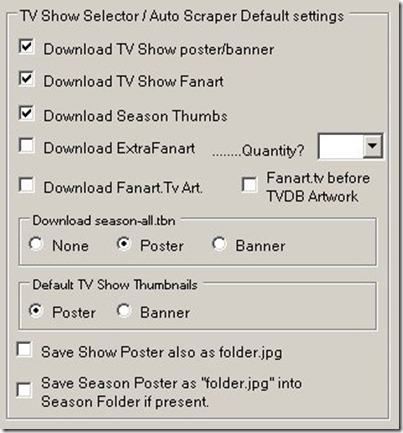 TV Show Selector / Auto Scraper Default settings
Download TV Show poster/banner
Download TV Show Fanart
Download Season Thumbs
Download ExtraFanart ........Quantity?
Download Fanart.Tv Art.
Fanart.tv before
TVDB Artwork
Download season-all.tbn
None Poster Banner
Default TV Show Thumbnails
Poster Banner
Save Show Poster also as folder.jpg
Save Season Poster as "folder.jpg" into
Season Folder if present.